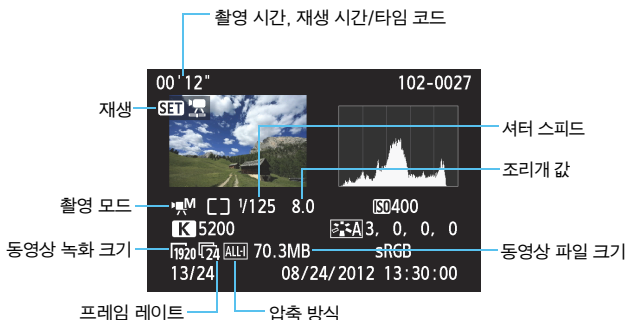 촬영 시간, 재생 시간/타임 코드
00'12" 102-0027
재생 SET
셔터 스피드
조리개 값
촬영 모드 M 1/125 8.0 ISO400
K 5200 A 3, 0, 0, 0
동영상 녹화 크기 1920 24 ALL-I 70.3MB sRGB 동영상 파일 크기
13/24 08/24/2012 13:30:00
프레임 레이트 압축 방식